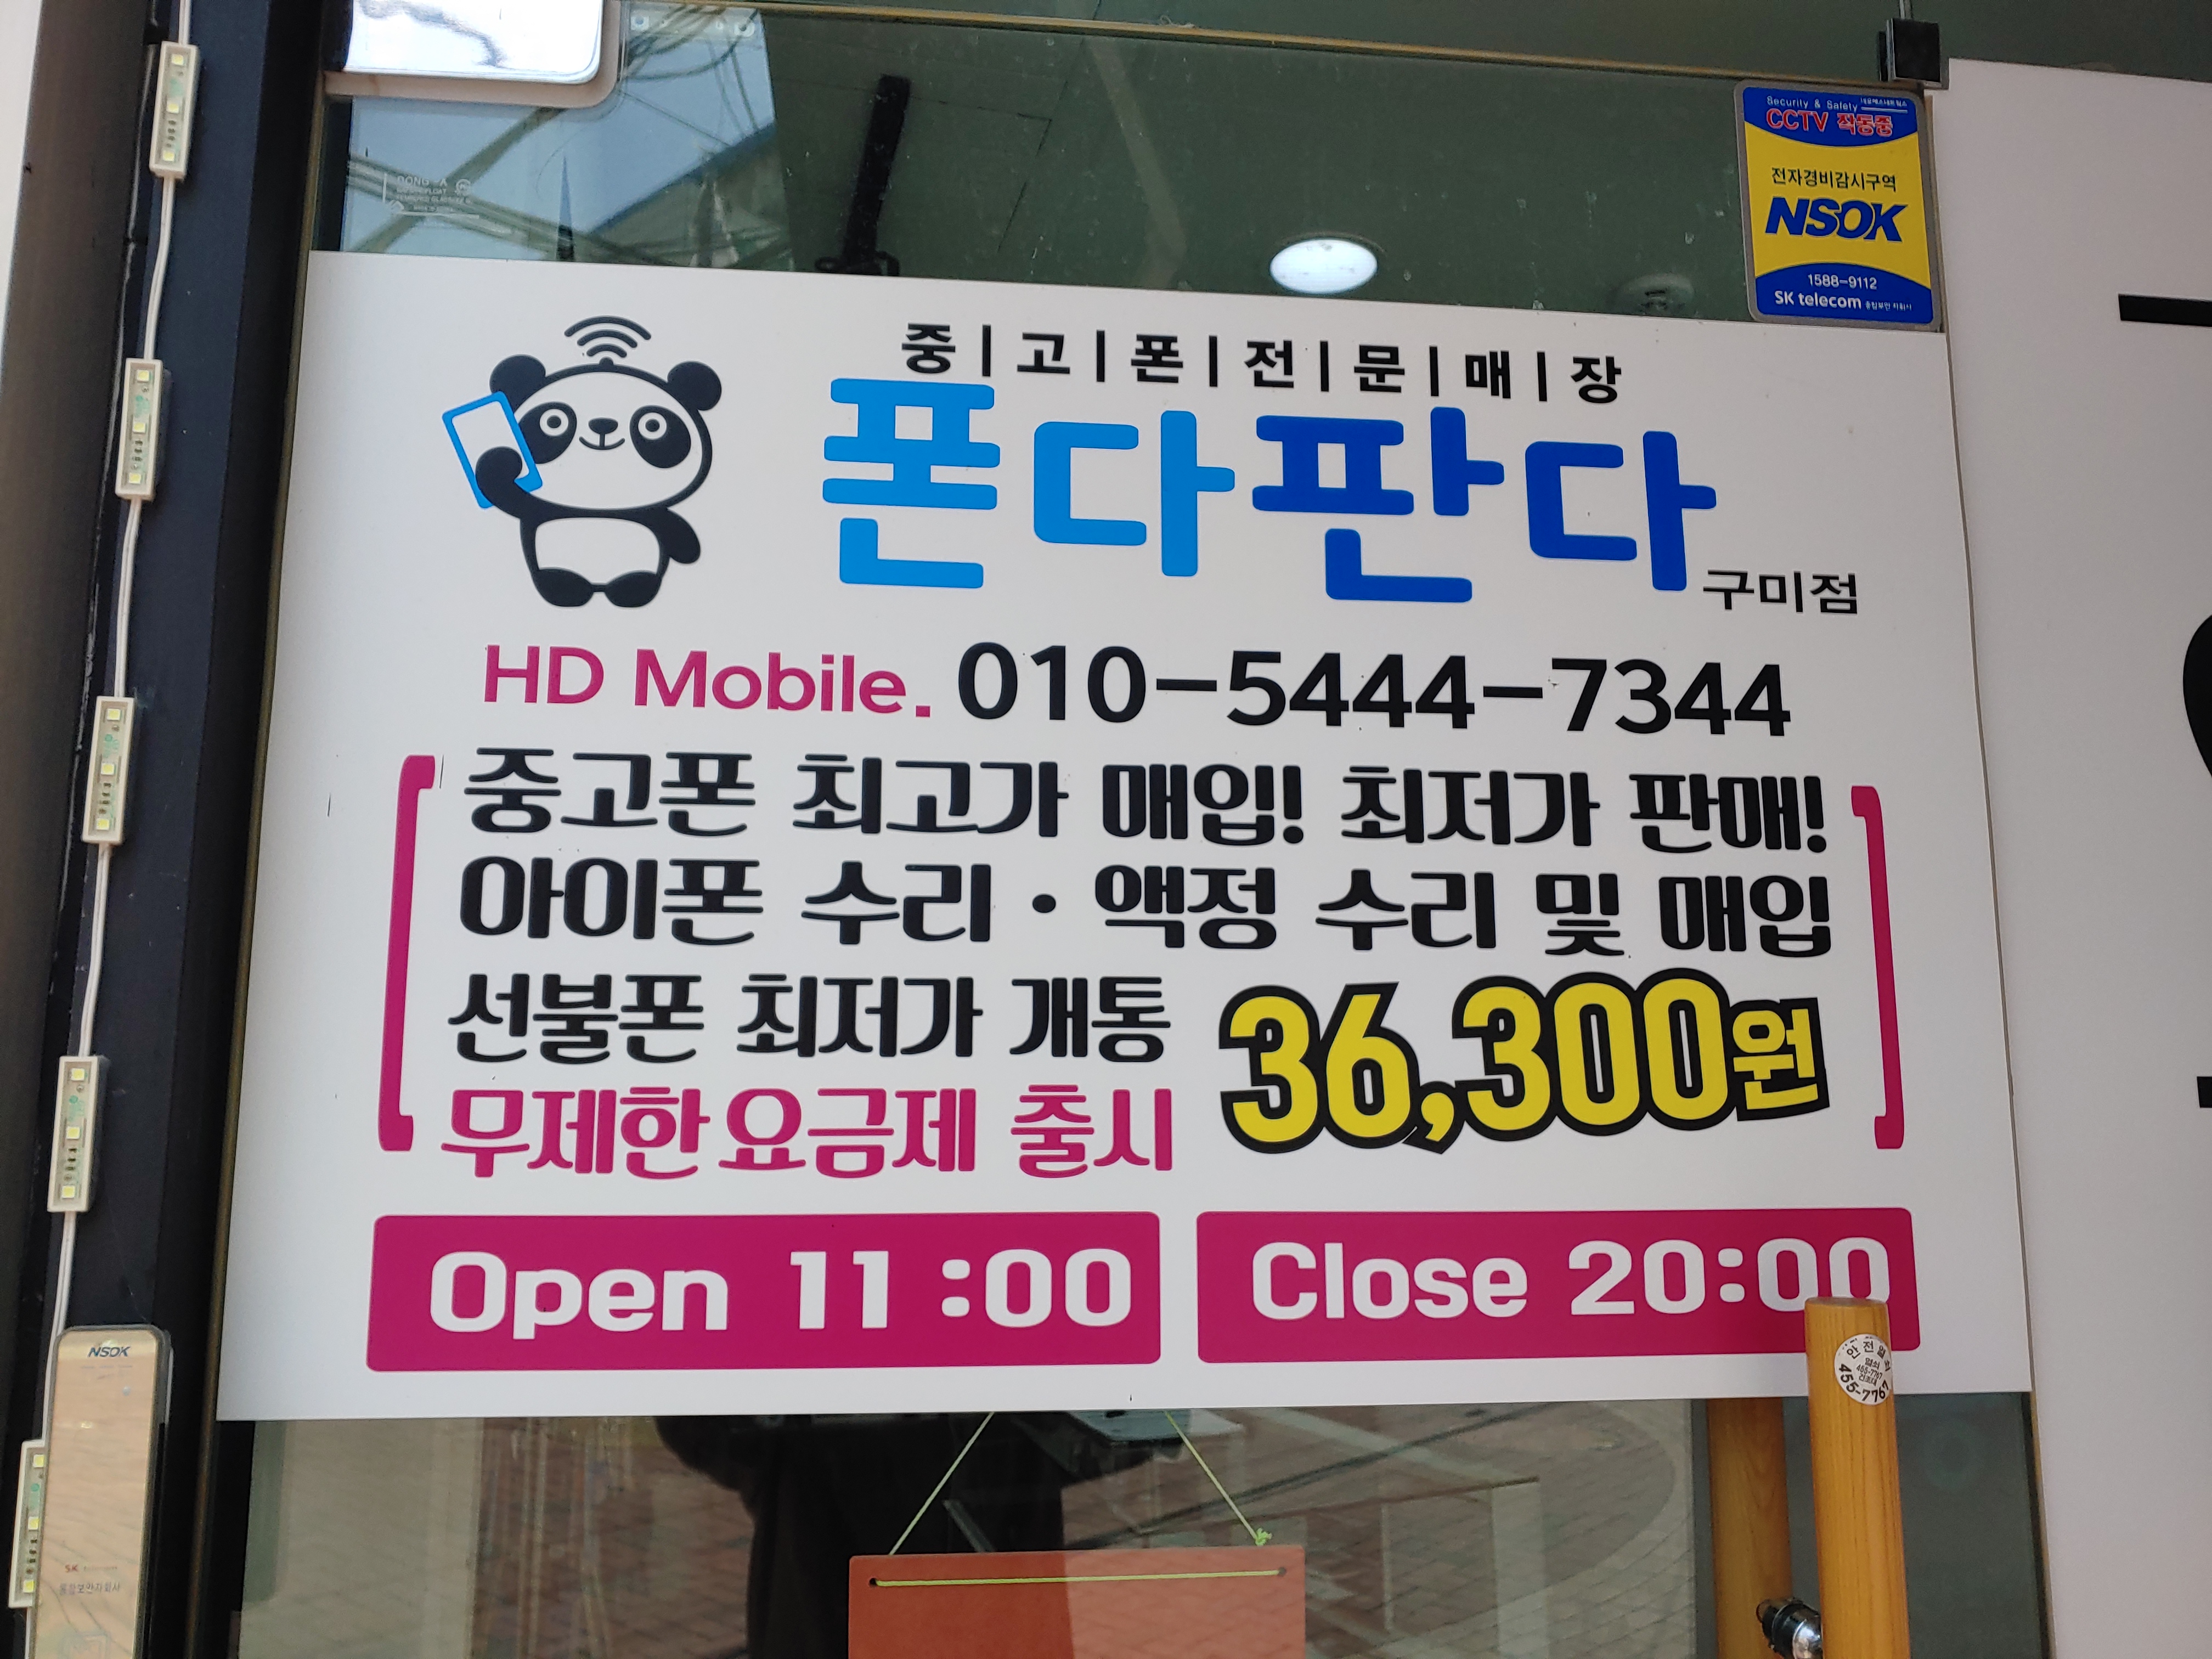 Security & Safety
CCTV 작동중
전자경비감시구역
NSOK
1588-9112
SK telecom
중|고|폰|전|문|매|장
폰다판다
구미점
HD Mobile. 010-5444-7344
중고폰 최고가 매입! 최저가 판매!
아이폰 수리·액정 수리 및 매입
선불폰 최저가 개통
무제한요금제 출시
36,300원
Open 11:00
Close 20:00
NSOK
455-7767